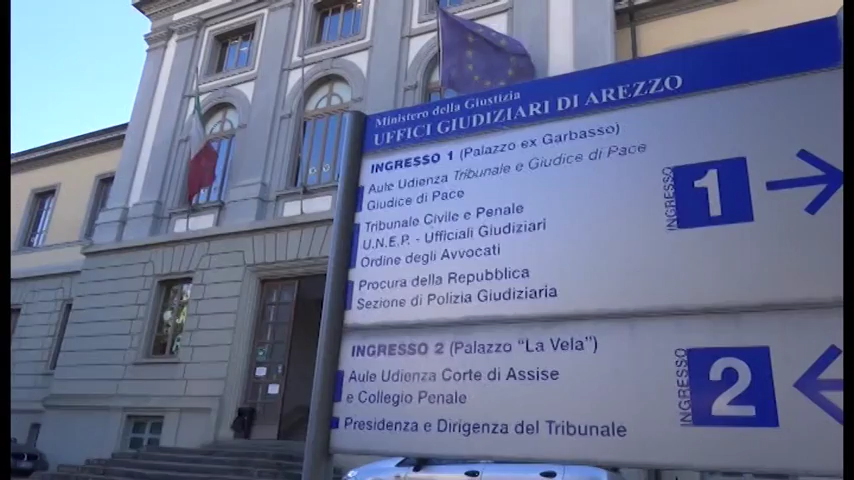 Ministero della Giustizia
UFFICI GIUDIZIARI DI AREZZO
INGRESSO 1 (Palazzo ex Garbasso)
Aule Udienza Tribunale e Giudice di Pace
Giudice di Pace
Tribunale Civile e Penale
U.N.E.P. - Ufficiali Giudiziari
Ordine degli Avvocati
Procura della Repubblica
Sezione di Polizia Giudiziaria
INGRESSO 1
INGRESSO 2 (Palazzo “La Vela”)
Aule Udienza Corte di Assise
e Collegio Penale
Presidenza e Dirigenza del Tribunale
INGRESSO 2